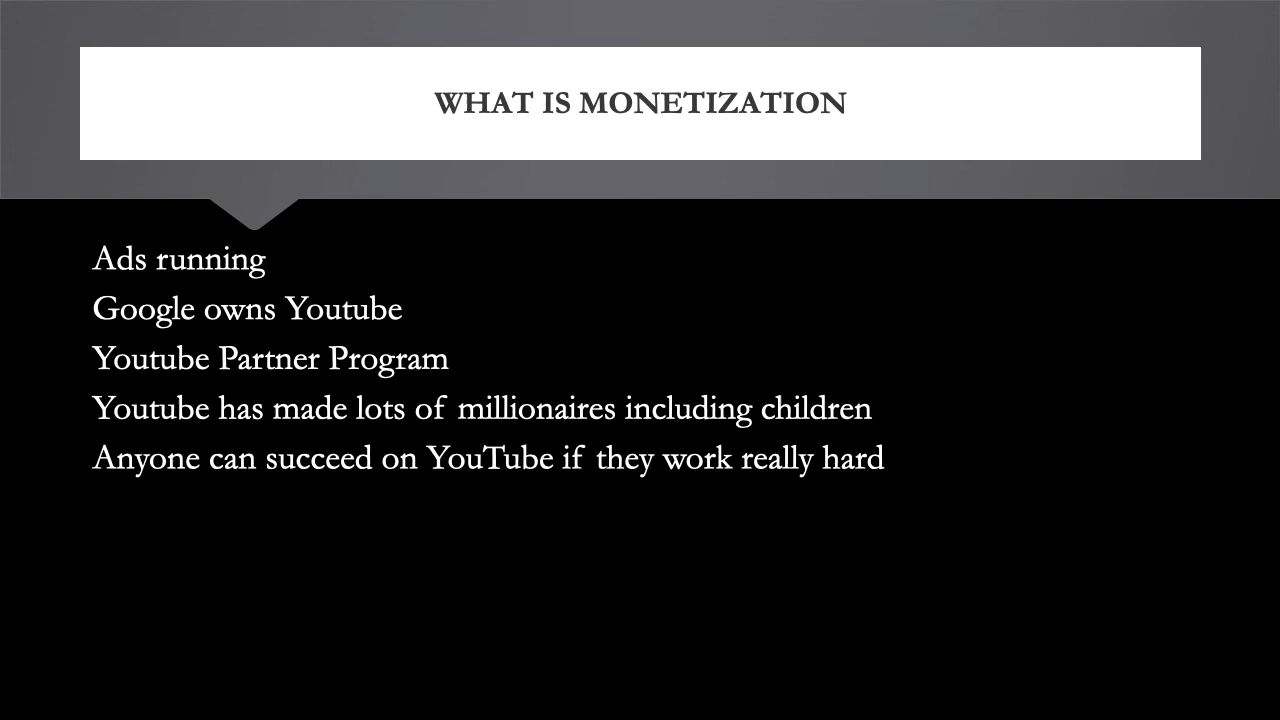 WHAT IS MONETIZATION
Ads running
Google owns Youtube
Youtube Partner Program
Youtube has made lots of millionaires including children
Anyone can succeed on YouTube if they work really hard